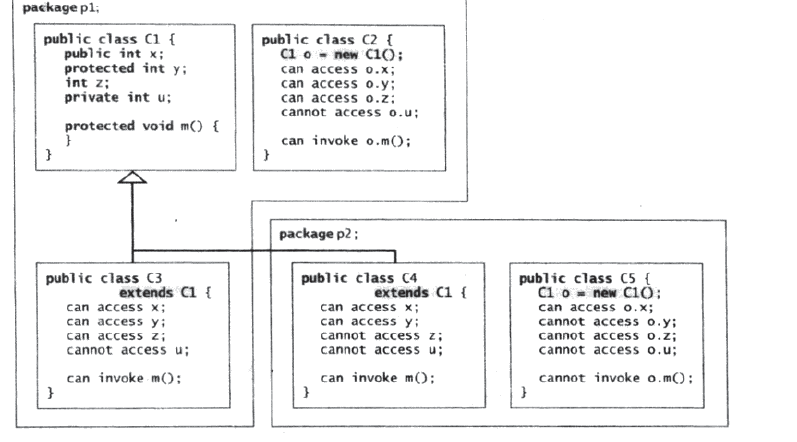 package p1;
public class C1 {
public int x;
protected int y;
int z;
private int u;
protected void m() {
}
}
public class C2 {
C1 o = new C1();
can access o.x;
can access o.y;
can access o.z;
cannot access o.u;
can invoke o.m();
}
package p2;
public class C3
extends C1 {
can access x;
can access y;
can access z;
cannot access u;
can invoke m();
}
public class C4
extends C1 {
can access x;
can access y;
cannot access z;
cannot access u;
can invoke m();
}
public class C5 {
C1 o = new C1();
can access o.x;
cannot access o.y;
cannot access o.z;
cannot access o.u;
cannot invoke o.m();
}